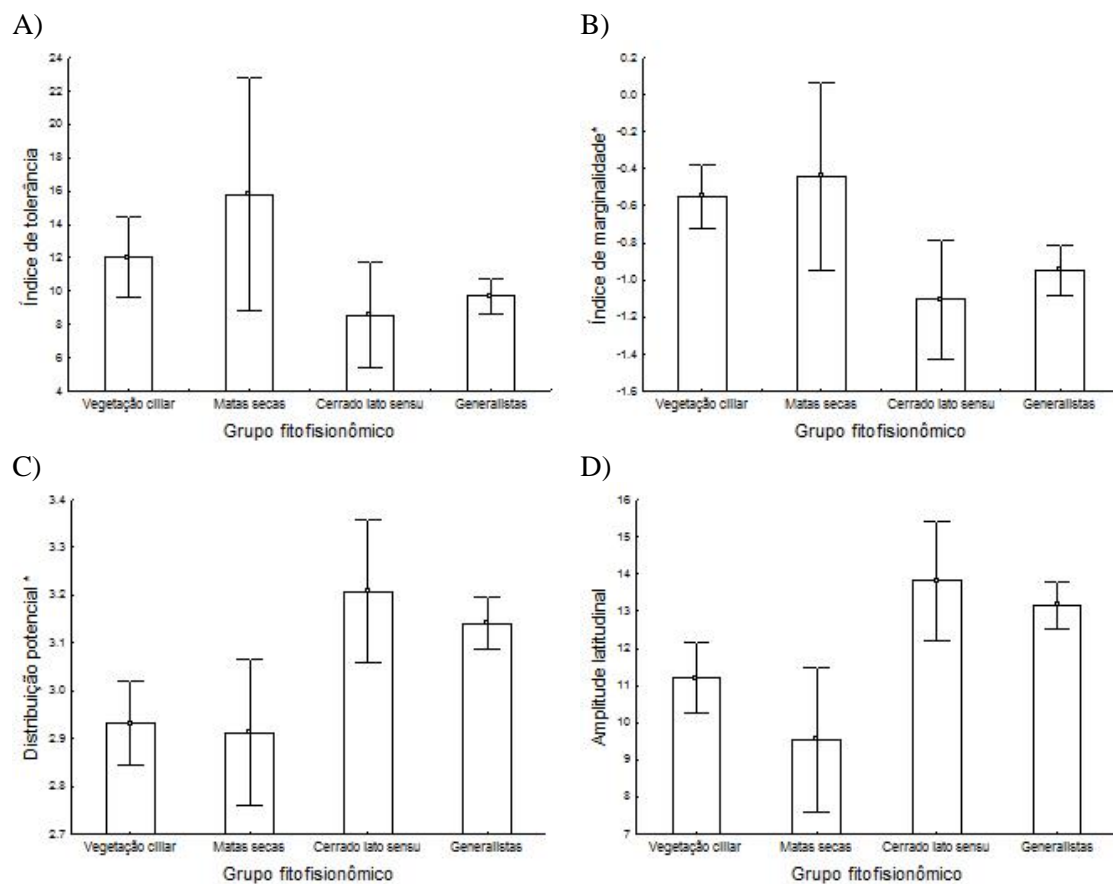 A)
Índice de tolerância
24
22
20
18
16
14
12
10
8
6
4
Vegetação ciliar Matas secas Cerrado lato sensu Generalistas
Grupo fitofisionômico
B)
Índice de marginalidade*
0.2
0.0
-0.2
-0.4
-0.6
-0.8
-1.0
-1.2
-1.4
-1.6
Vegetação ciliar Matas secas Cerrado lato sensu Generalistas
Grupo fitofisionômico
C)
Distribuição potencial *
3.4
3.3
3.2
3.1
3.0
2.9
2.8
2.7
Vegetação ciliar Matas secas Cerrado lato sensu Generalistas
Grupo fitofisionômico
D)
Amplitude latitudinal
16
15
14
13
12
11
10
9
8
7
Vegetação ciliar Matas secas Cerrado lato sensu Generalistas
Grupo fitofisionômico